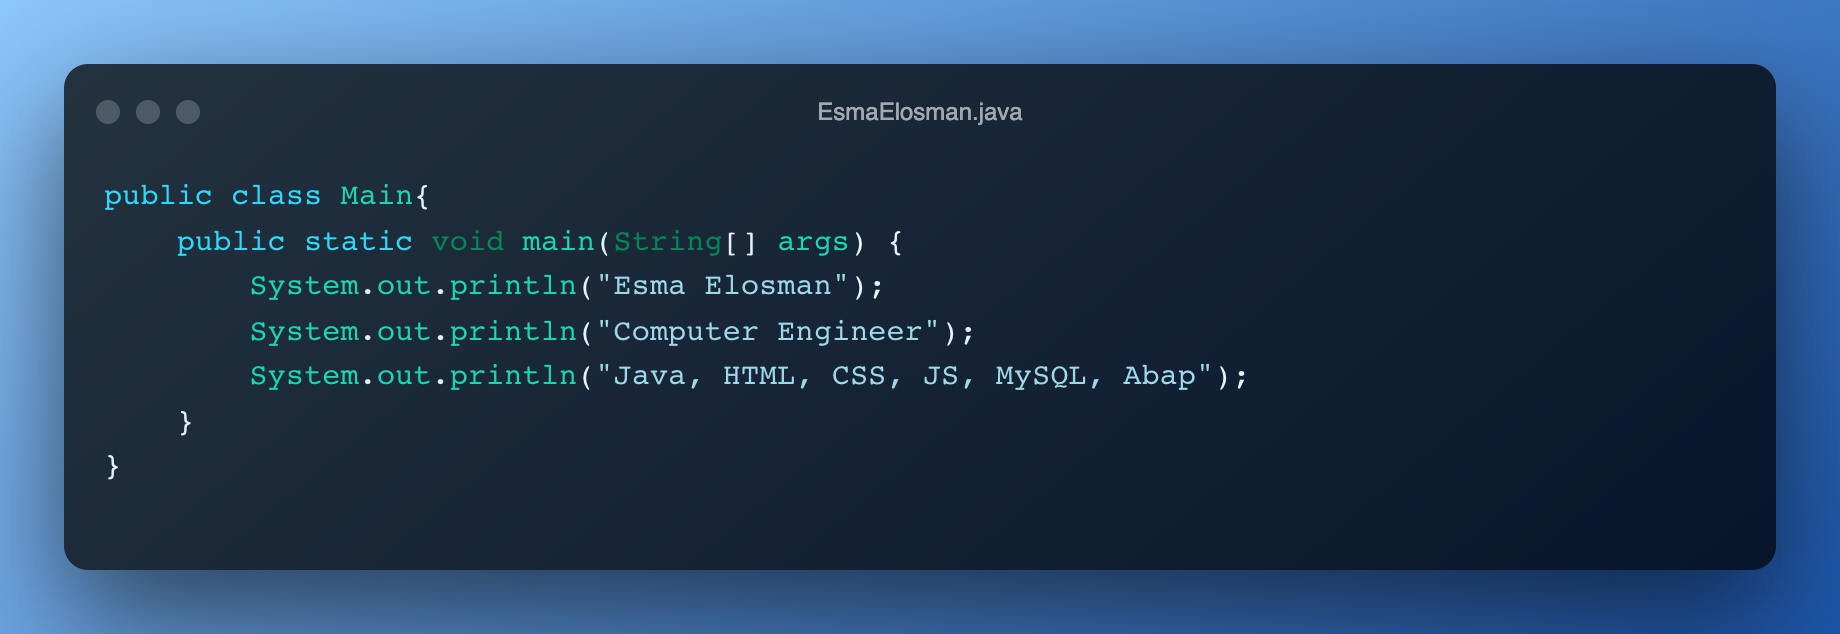 EsmaElosman.java
public class Main{
    public static void main(String[] args) {
        System.out.println("Esma Elosman");
        System.out.println("Computer Engineer");
        System.out.println("Java, HTML, CSS, JS, MySQL, Abap");
    }
}